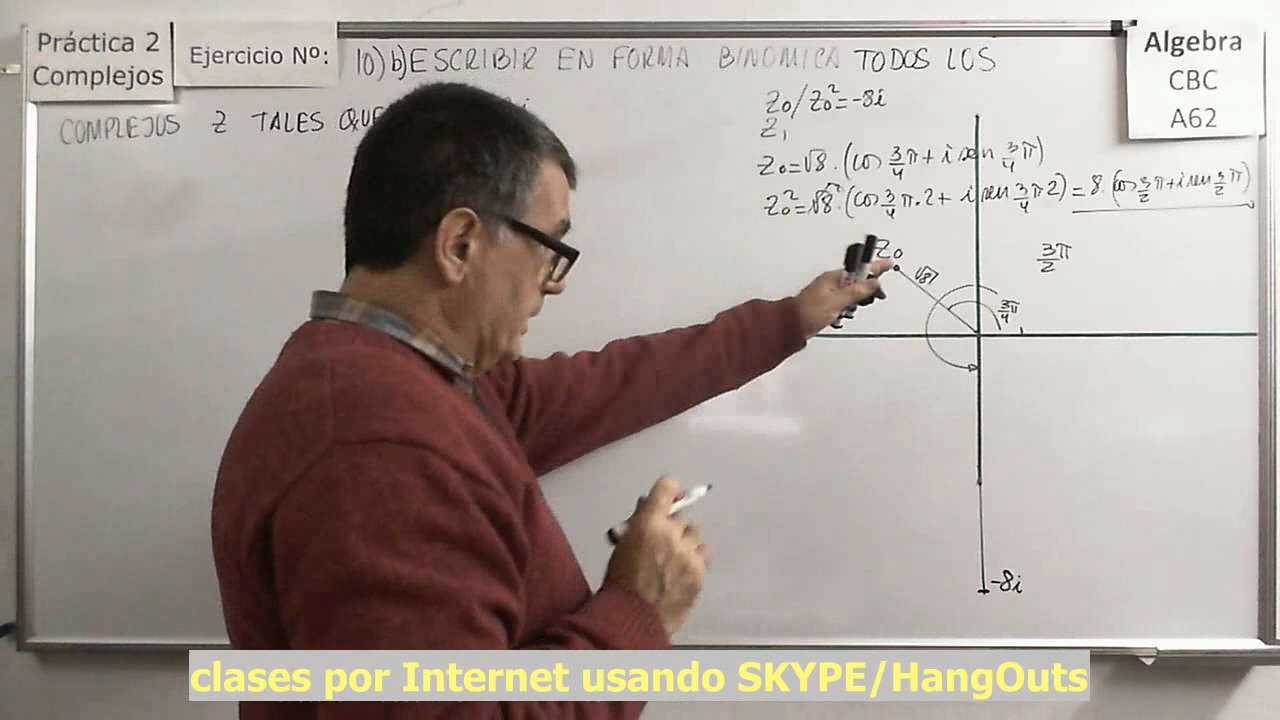 Práctica 2
Complejos
Ejercicio Nº:
10) b) ESCRIBIR EN FORMA BINOMICA TODOS LOS
COMPLEJOS Z TALES QUE
Algebra
CBC
A62
Z₀/Z₀²=-8i
Z₁
Z₀=√8.(cos 3/4 π+i sen 3/4 π)
Z₀²=√8².(cos 3/4 π.2+i sen 3/4 π2)=8.(cos 3/2 π+i sen 3/2 π)
Z₀
√8
3/2 π
3π/4
-8i
clases por Internet usando SKYPE/HangOuts